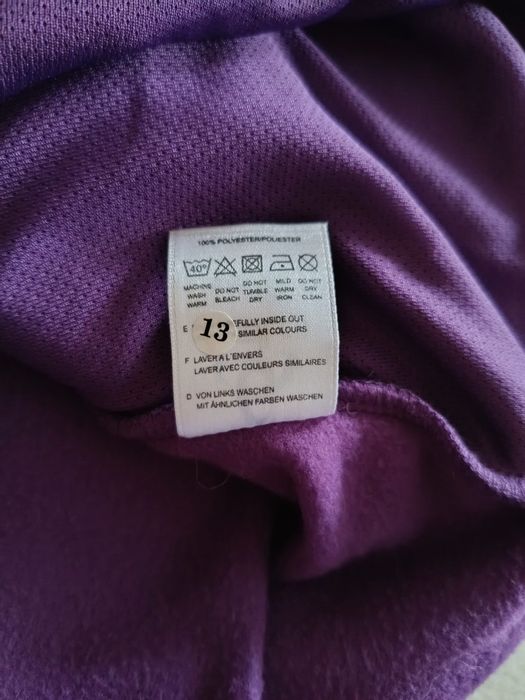 100% POLYESTER/POLIESTER
40°
MACHINE WASH WARM
DO NOT BLEACH
DO NOT TUMBLE DRY
MILD WARM IRON
DO NOT DRY CLEAN
E
13
EFULLY INSIDE OUT
SIMILAR COLOURS
F LAVER A L'ENVERS
LAVER AVEC COULEURS SIMILAIRES
D VON LINKS WASCHEN
MIT ÄHNLICHEN FARBEN WASCHEN